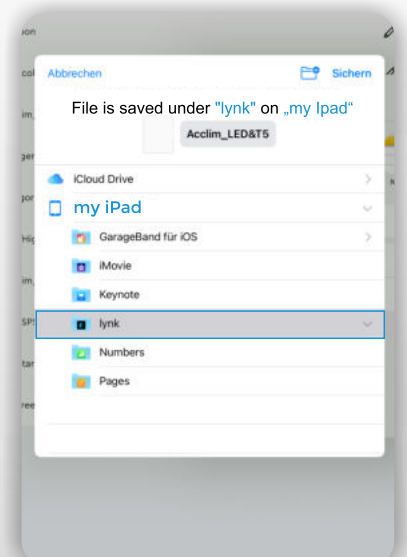 Abbrechen Sichern
File is saved under "lynk" on „my Ipad“
Acclim_LED&T5
iCloud Drive
my iPad
GarageBand für iOS
iMovie
Keynote
lynk
Numbers
Pages